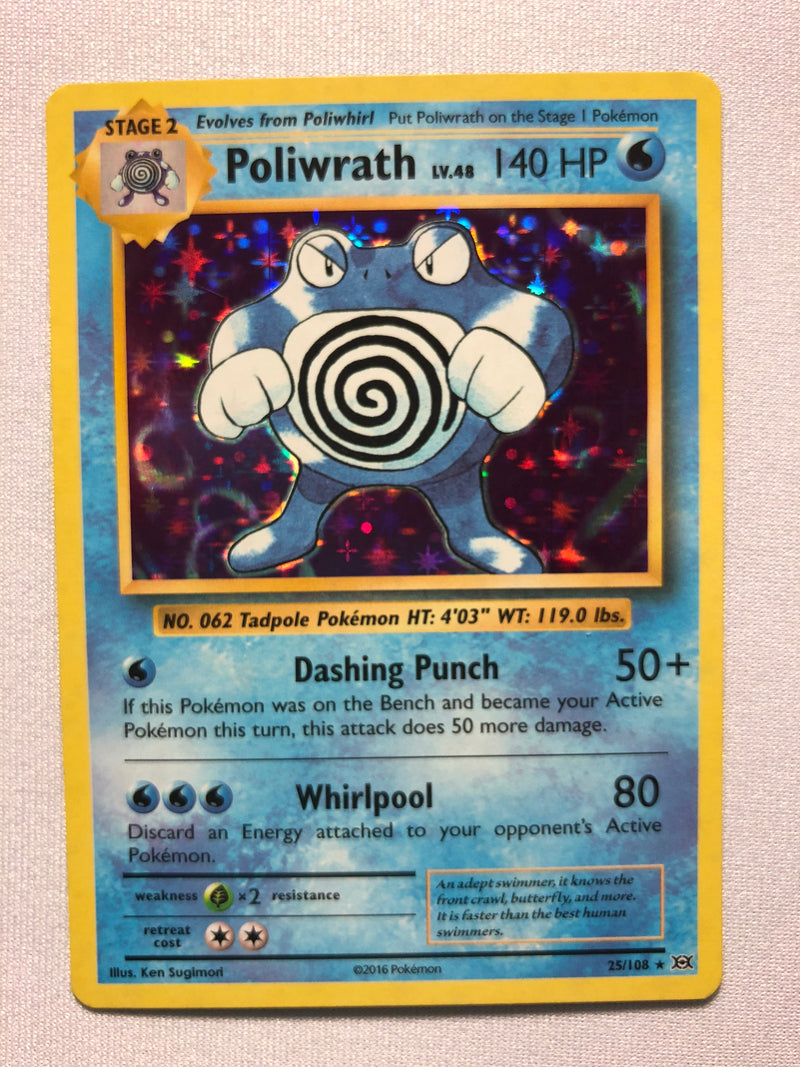 STAGE 2 Evolves from Poliwhirl Put Poliwrath on the Stage 1 Pokémon
Poliwrath LV.48 140 HP
NO. 062 Tadpole Pokémon HT: 4'03" WT: 119.0 lbs.
Dashing Punch 50+
If this Pokémon was on the Bench and became your Active
Pokémon this turn, this attack does 50 more damage.
Whirlpool 80
Discard an Energy attached to your opponent's Active
Pokémon.
weakness ×2 resistance
retreat
cost
An adept swimmer, it knows the
front crawl, butterfly, and more.
It is faster than the best human
swimmers.
Illus. Ken Sugimori ©2016 Pokémon 25/108 ★